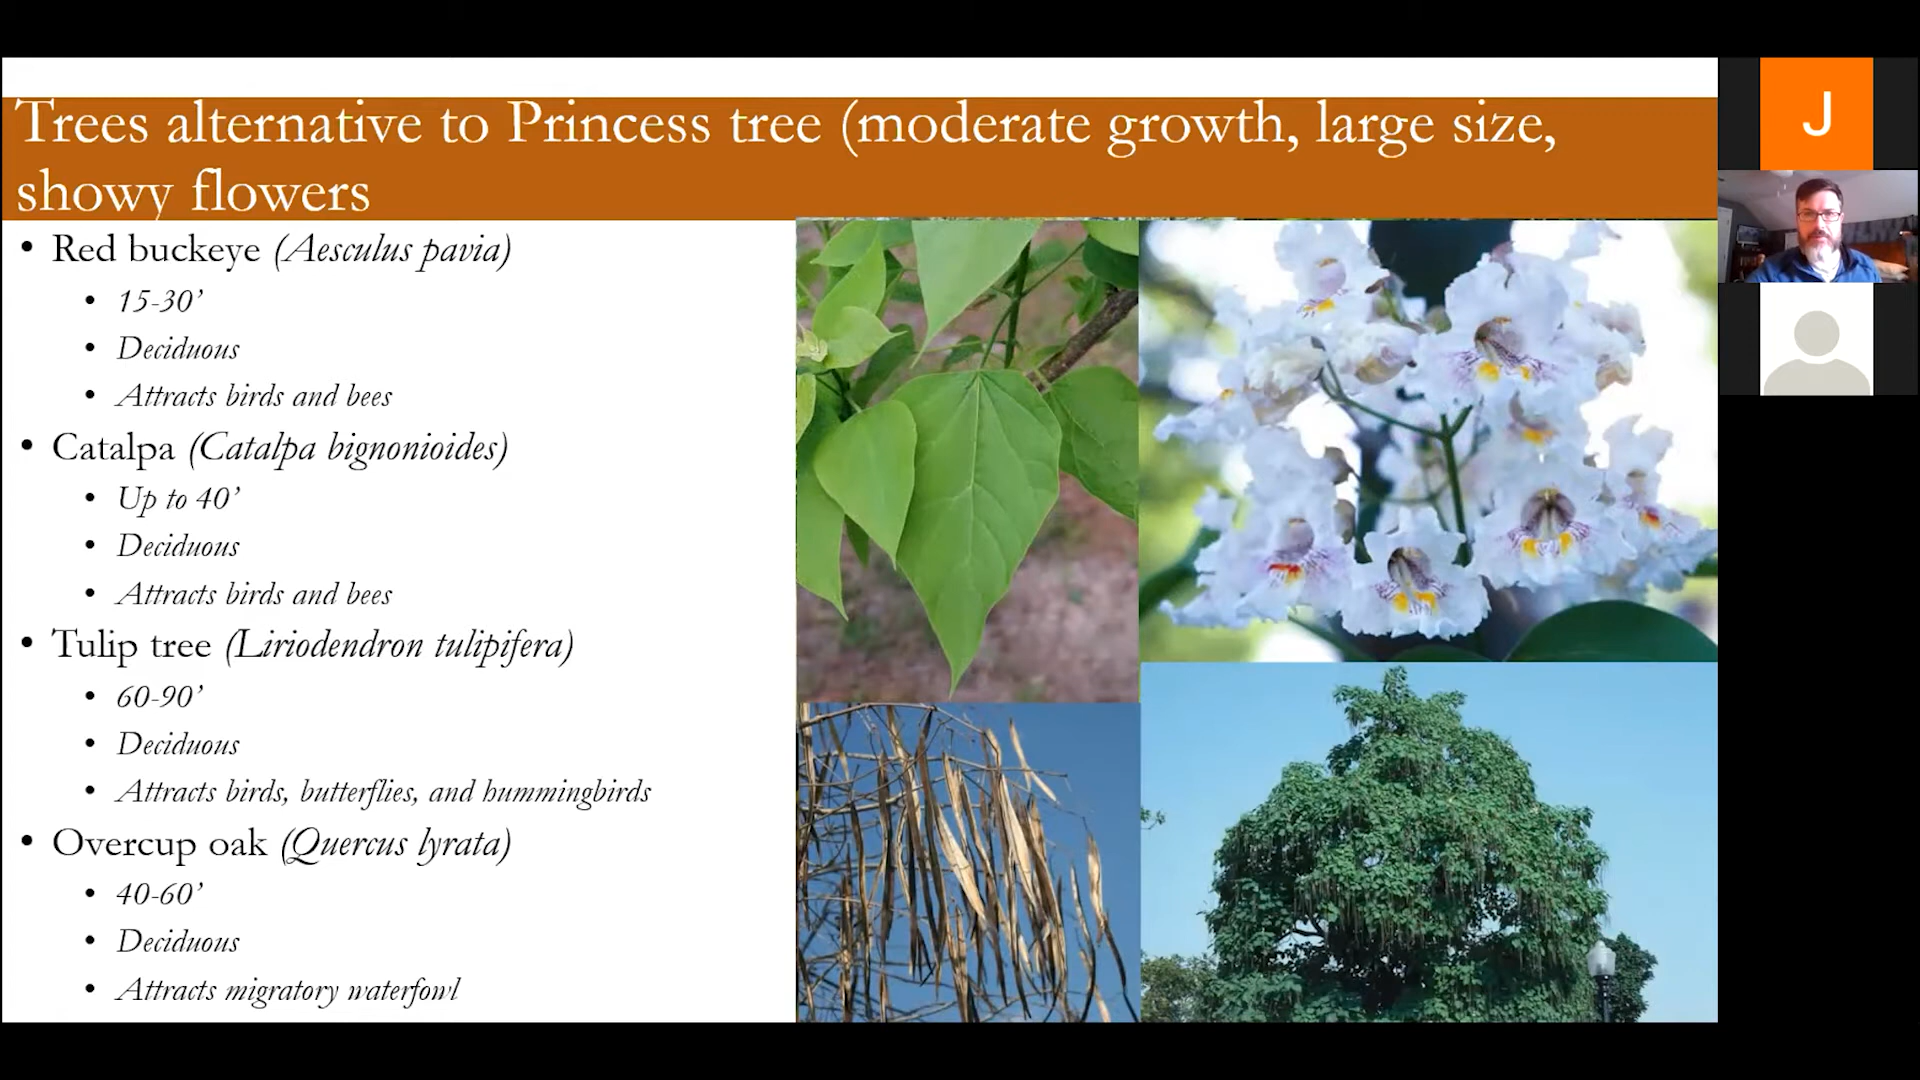 Trees alternative to Princess tree (moderate growth, large size,
showy flowers
• Red buckeye (Aesculus pavia)
• 15-30’
• Deciduous
• Attracts birds and bees
• Catalpa (Catalpa bignonioides)
• Up to 40’
• Deciduous
• Attracts birds and bees
• Tulip tree (Liriodendron tulipifera)
• 60-90’
• Deciduous
• Attracts birds, butterflies, and hummingbirds
• Overcup oak (Quercus lyrata)
• 40-60’
• Deciduous
• Attracts migratory waterfowl
J